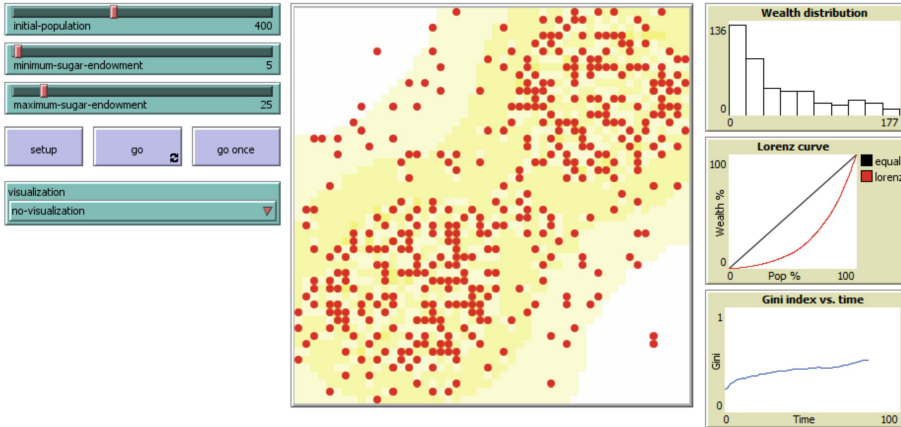 initial-population 400
minimum-sugar-endowment 5
maximum-sugar-endowment 25
setup
go
go once
visualization
no-visualization
Wealth distribution
136
0
0 177
Lorenz curve
100
Wealth %
0
0 Pop % 100
equal
lorenz
Gini index vs. time
1
Gini
0
0 Time 100